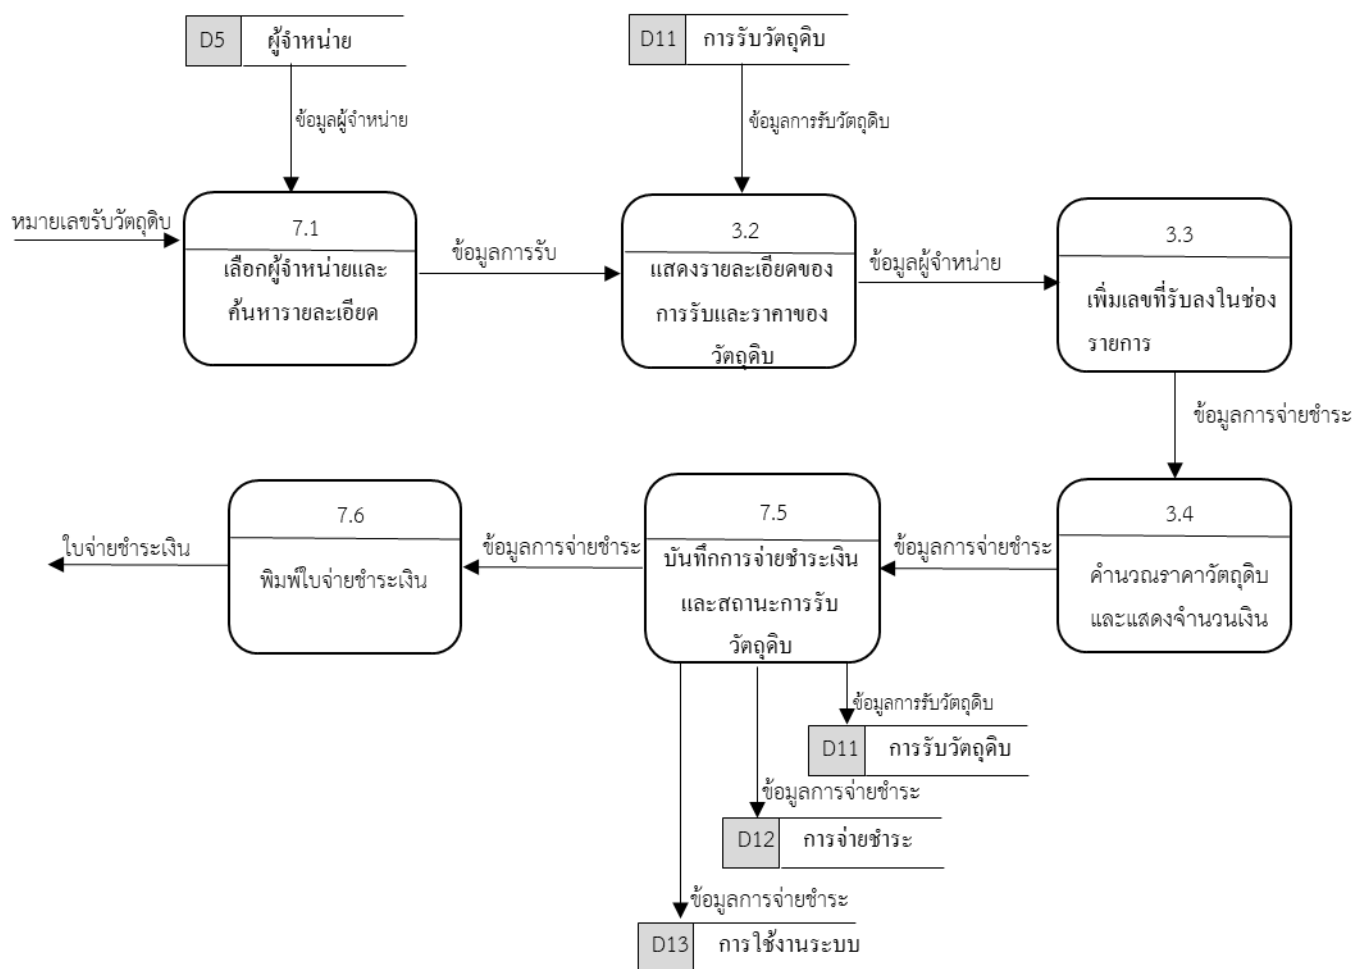 D5 ผู้จำหน่าย
D11 การรับวัตถุดิบ
ข้อมูลผู้จำหน่าย
ข้อมูลการรับวัตถุดิบ
หมายเลขรับวัตถุดิบ
7.1
เลือกผู้จำหน่ายและ
ค้นหารายละเอียด
ข้อมูลการรับ
3.2
แสดงรายละเอียดของ
การรับและราคาของ
วัตถุดิบ
ข้อมูลผู้จำหน่าย
3.3
เพิ่มเลขที่รับลงในช่อง
รายการ
ข้อมูลการจ่ายชำระ
3.4
คำนวณราคาวัตถุดิบ
และแสดงจำนวนเงิน
ข้อมูลการจ่ายชำระ
7.5
บันทึกการจ่ายชำระเงิน
และสถานะการรับ
วัตถุดิบ
ข้อมูลการจ่ายชำระ
7.6
พิมพ์ใบจ่ายชำระเงิน
ใบจ่ายชำระเงิน
ข้อมูลการรับวัตถุดิบ
D11 การรับวัตถุดิบ
ข้อมูลการจ่ายชำระ
D12 การจ่ายชำระ
ข้อมูลการจ่ายชำระ
D13 การใช้งานระบบ